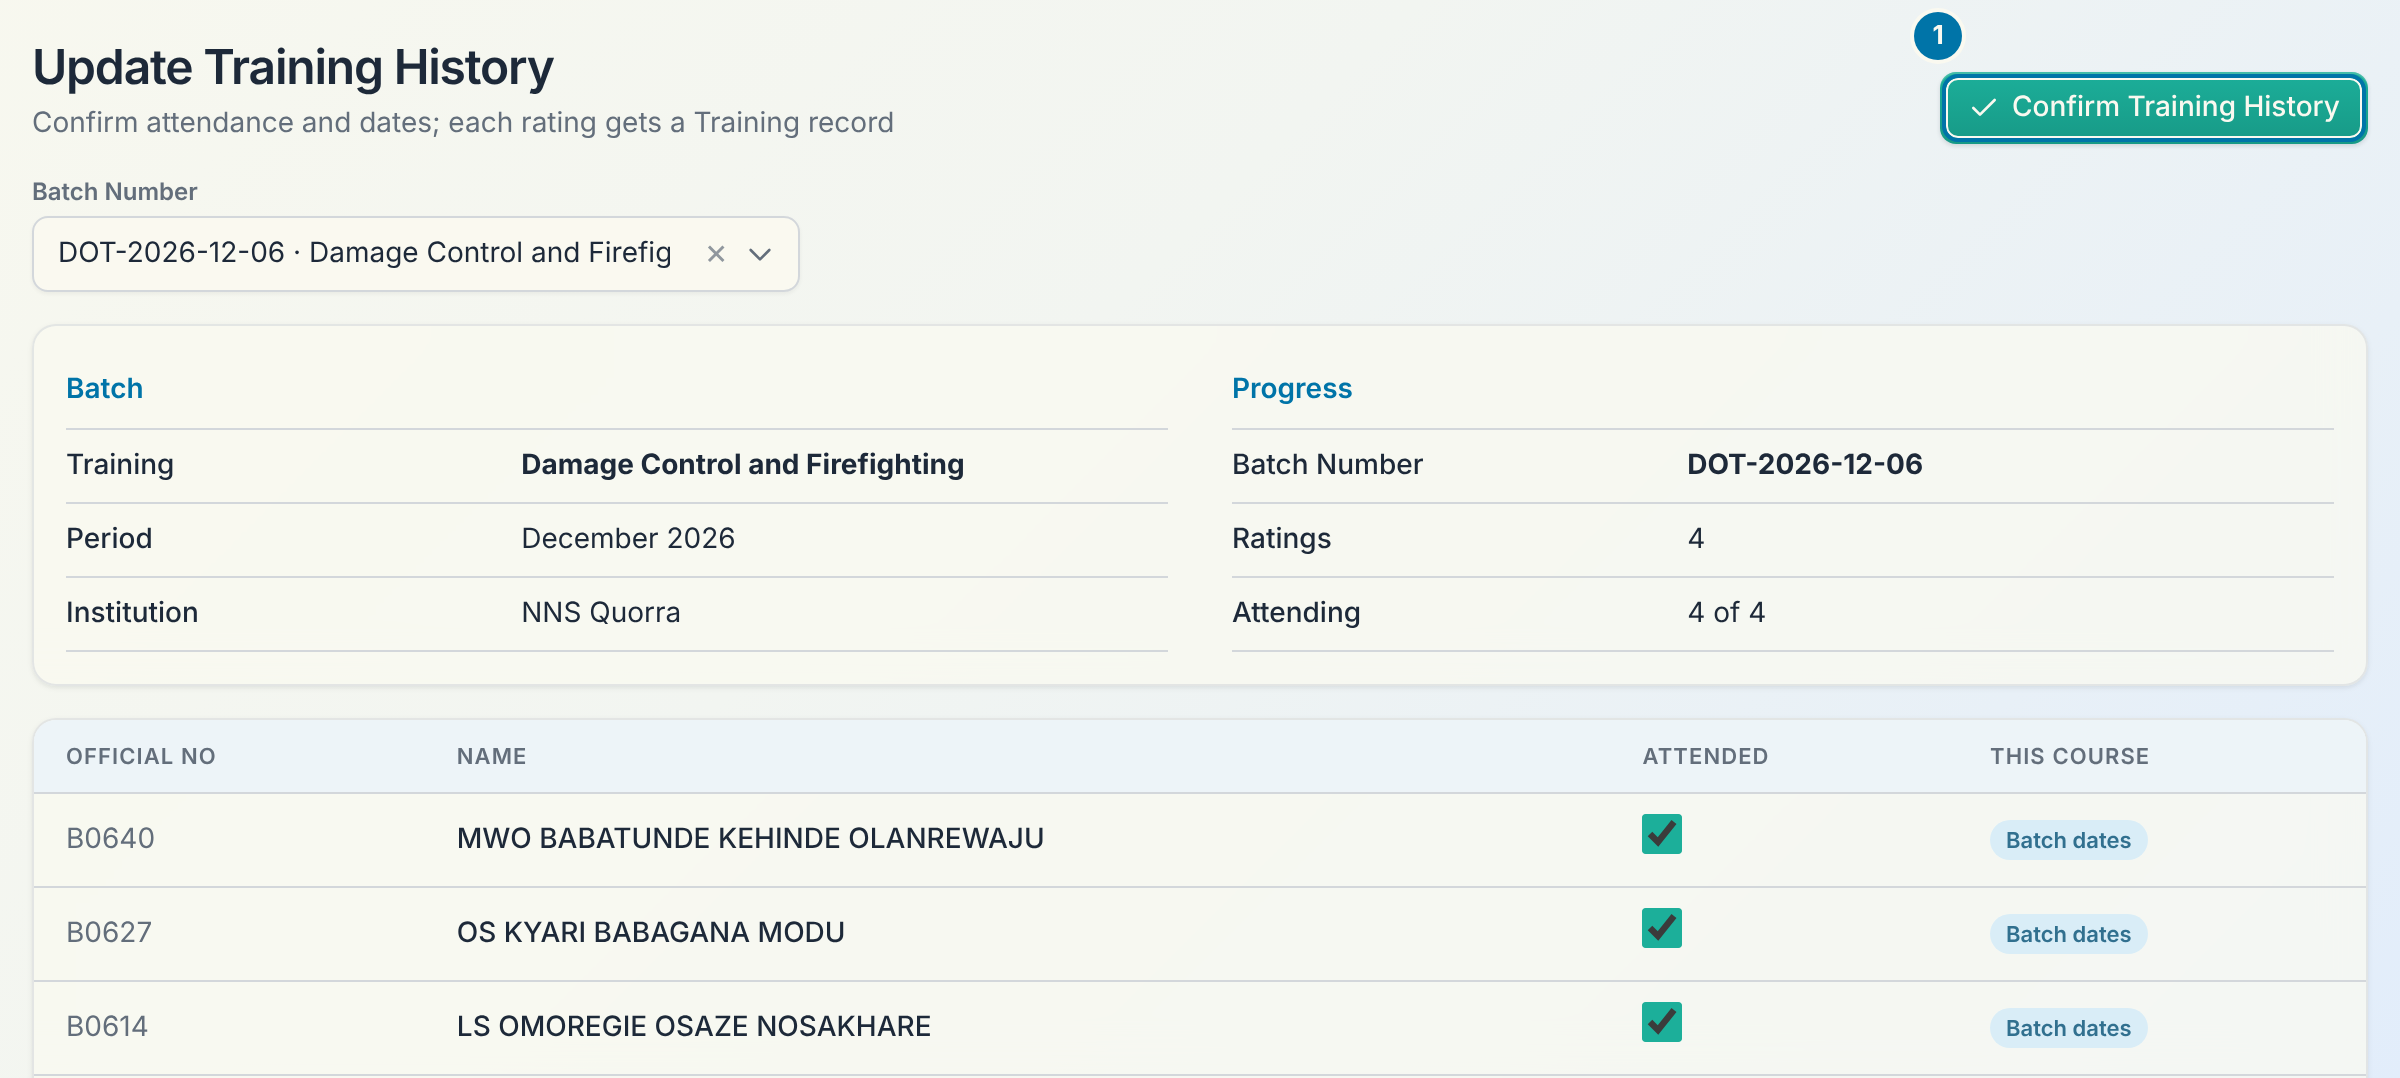 Update Training History
Confirm attendance and dates; each rating gets a Training record
1
Confirm Training History
Batch Number
DOT-2026-12-06 · Damage Control and Firefig
Batch
Training Damage Control and Firefighting
Period December 2026
Institution NNS Quorra
Progress
Batch Number DOT-2026-12-06
Ratings 4
Attending 4 of 4
OFFICIAL NO NAME ATTENDED THIS COURSE
B0640 MWO BABATUNDE KEHINDE OLANREWAJU Batch dates
B0627 OS KYARI BABAGANA MODU Batch dates
B0614 LS OMOREGIE OSAZE NOSAKHARE Batch dates